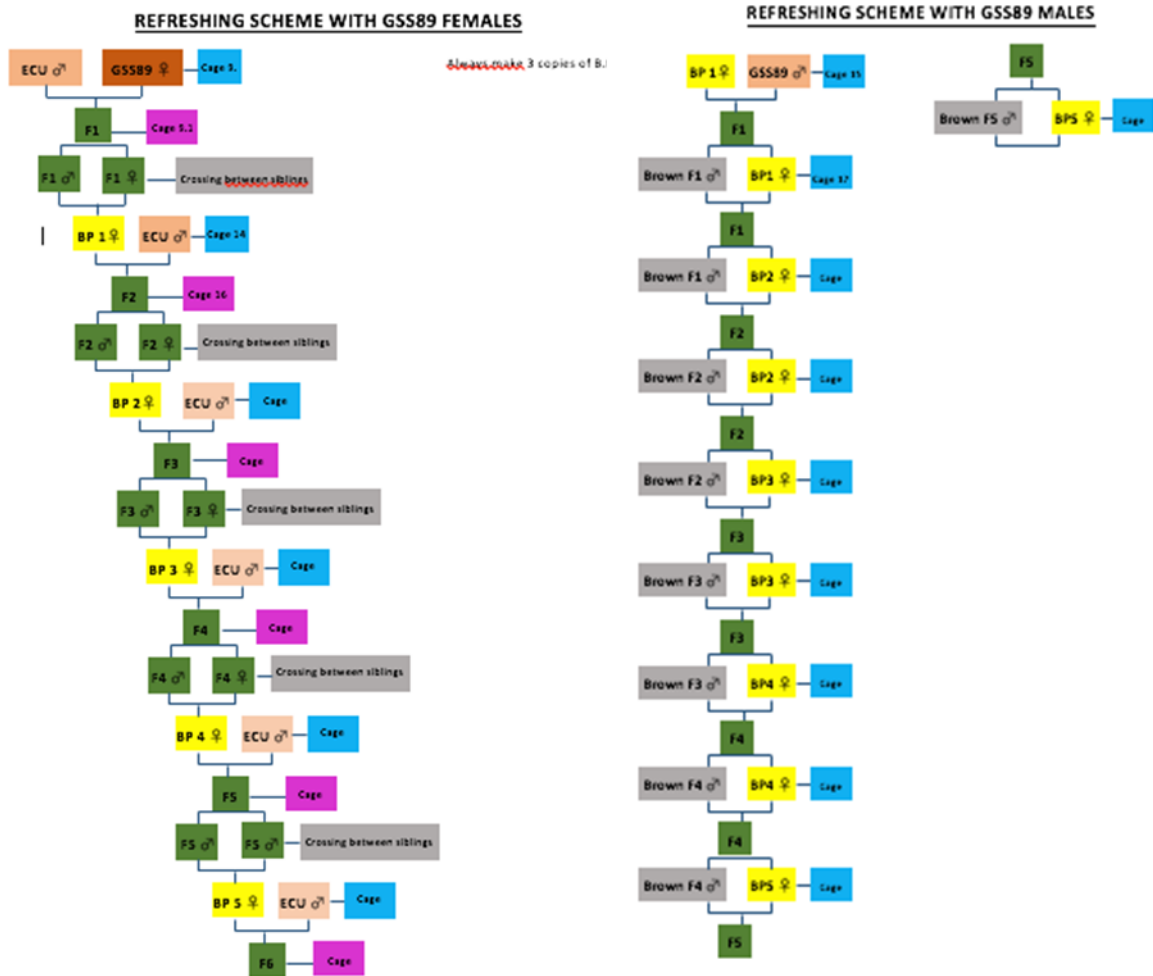 REFRESHING SCHEME WITH GSS89 FEMALES
ECU ♂ GSS89 ♀ Cage 5.
Always make 3 copies of B.
F1 Cage 5.1
F1 ♂ F1 ♀ Crossing between siblings
BP 1 ♀ ECU ♂ Cage 14
F2 Cage 16
F2 ♂ F2 ♀ Crossing between siblings
BP 2 ♀ ECU ♂ Cage
F3 Cage
F3 ♂ F3 ♀ Crossing between siblings
BP 3 ♀ ECU ♂ Cage
F4 Cage
F4 ♂ F4 ♀ Crossing between siblings
BP 4 ♀ ECU ♂ Cage
F5 Cage
F5 ♂ F5 ♂ Crossing between siblings
BP 5 ♀ ECU ♂ Cage
F6 Cage
REFRESHING SCHEME WITH GSS89 MALES
BP 1 ♀ GSS89 ♂ Cage 15
F1
Brown F1 ♂ BP1 ♀ Cage 17
F1
Brown F1 ♂ BP2 ♀ Cage
F2
Brown F2 ♂ BP2 ♀ Cage
F2
Brown F2 ♂ BP3 ♀ Cage
F3
Brown F3 ♂ BP3 ♀ Cage
F3
Brown F3 ♂ BP4 ♀ Cage
F4
Brown F4 ♂ BP4 ♀ Cage
F4
Brown F4 ♂ BP5 ♀ Cage
F5
F5
Brown F5 ♂ BP5 ♀ Cage